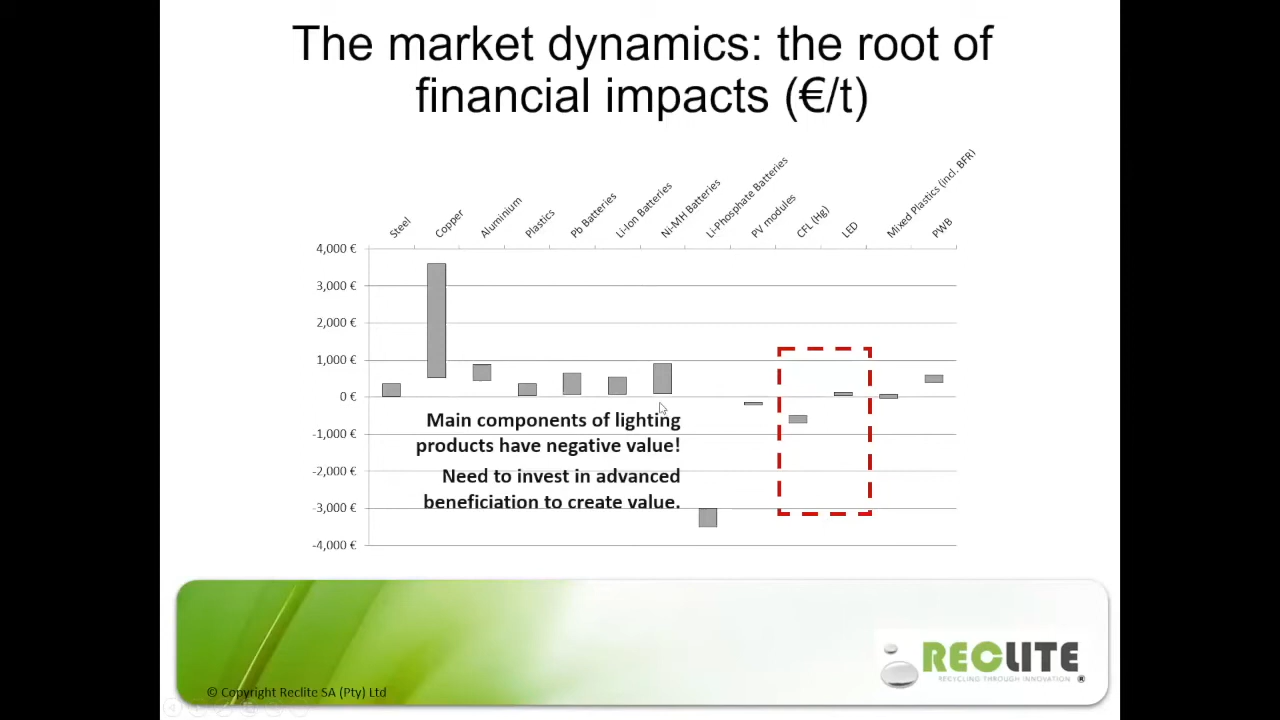 The market dynamics: the root of
financial impacts (€/t)
Steel
Copper
Aluminium
Plastics
Pb Batteries
Li-Ion Batteries
Ni-MH Batteries
Li-Phosphate Batteries
PV modules
CFL (Hg)
LED
Mixed Plastics (incl. BFR)
PWB
4,000 €
3,000 €
2,000 €
1,000 €
0 €
-1,000 €
-2,000 €
-3,000 €
-4,000 €
Main components of lighting
products have negative value!
Need to invest in advanced
beneficiation to create value.
RECLITE
RECYCLING THROUGH INNOVATION
®
© Copyright Reclite SA (Pty) Ltd